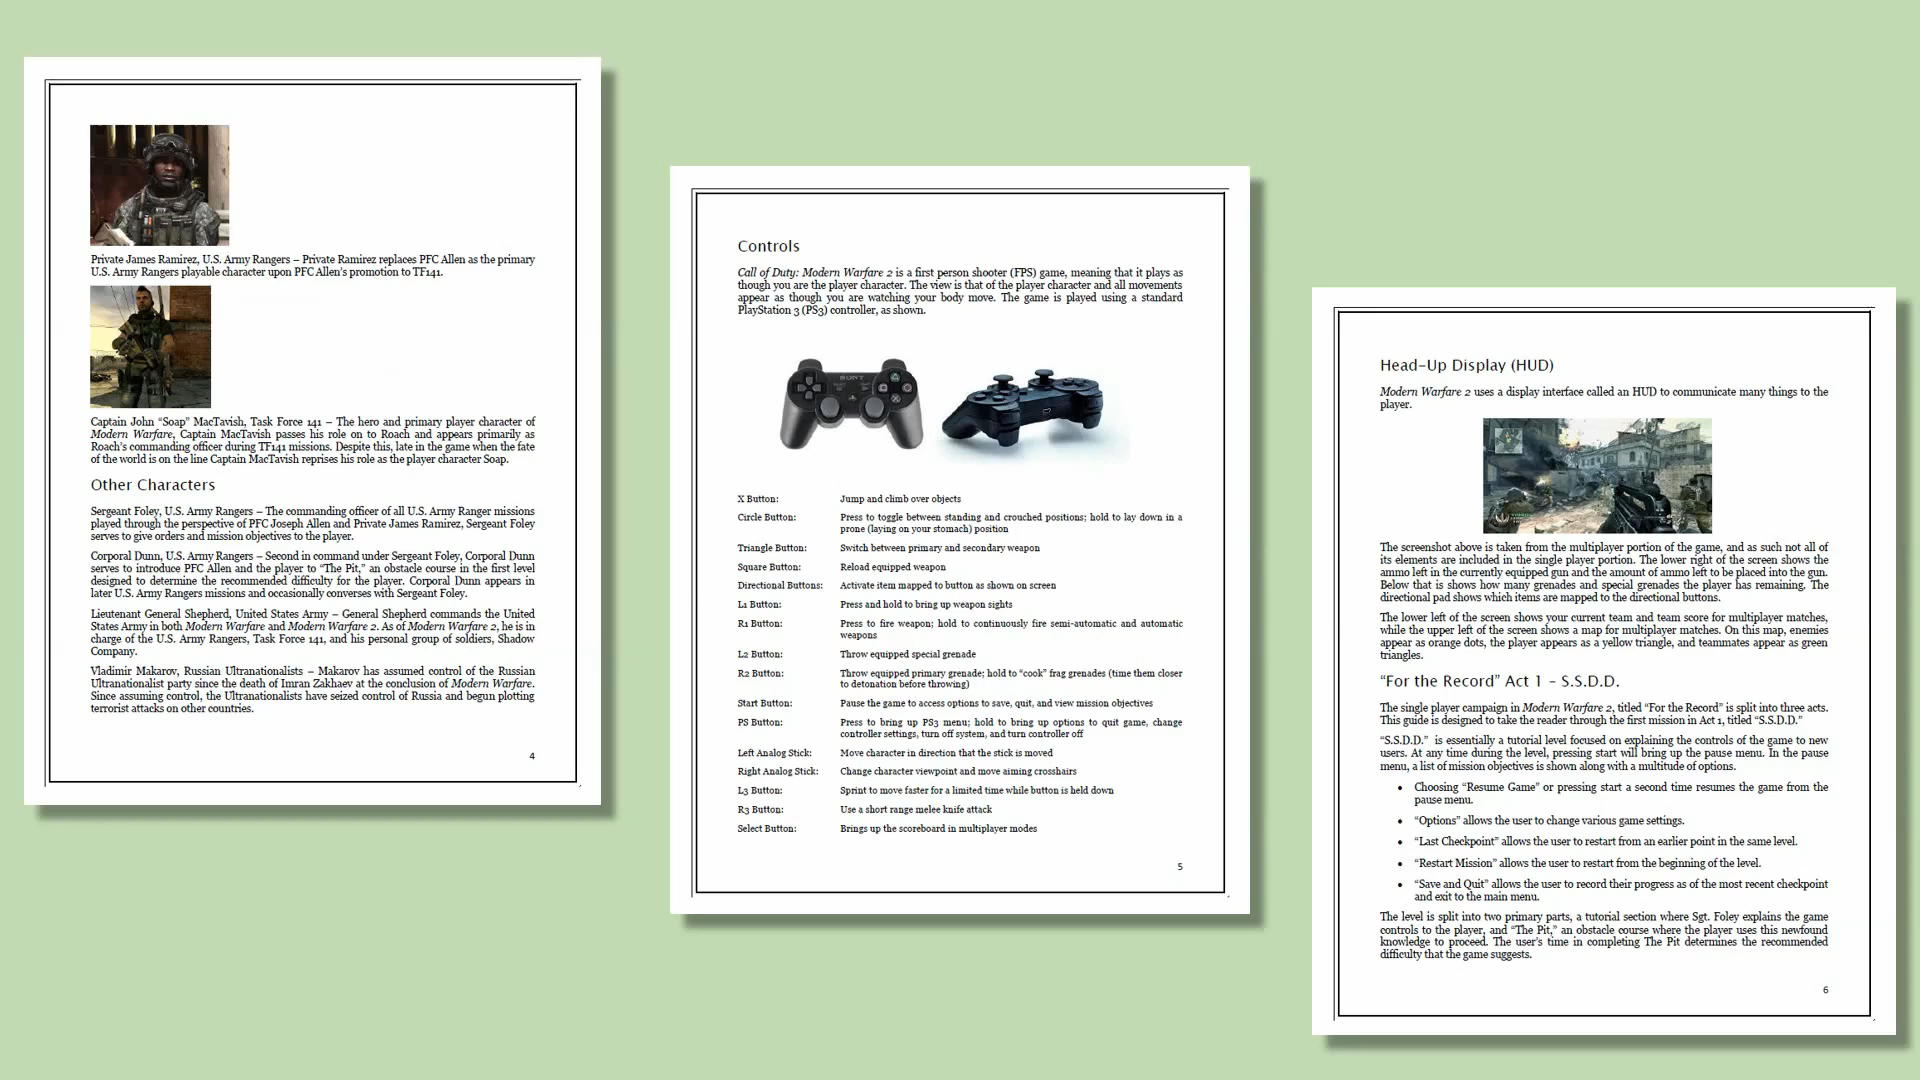 Private James Ramirez, U.S. Army Rangers – Private Ramirez replaces PFC Allen as the primary
U.S. Army Rangers playable character upon PFC Allen's promotion to TF141.
Captain John “Soap” MacTavish, Task Force 141 – The hero and primary player character of
Modern Warfare, Captain MacTavish passes his role on to Roach and appears primarily as
Roach's commanding officer during TF141 missions. Despite this, late in the game when the fate
of the world is on the line Captain MacTavish reprises his role as the player character Soap.
Other Characters
Sergeant Foley, U.S. Army Rangers – The commanding officer of all U.S. Army Ranger missions
played through the perspective of PFC Joseph Allen and Private James Ramirez, Sergeant Foley
serves to give orders and mission objectives to the player.
Corporal Dunn, U.S. Army Rangers – Second in command under Sergeant Foley, Corporal Dunn
serves to introduce PFC Allen and the player to “The Pit,” an obstacle course in the first level
designed to determine the recommended difficulty for the player. Corporal Dunn appears in
later U.S. Army Rangers missions and occasionally converses with Sergeant Foley.
Lieutenant General Shepherd, United States Army – General Shepherd commands the United
States Army in both Modern Warfare and Modern Warfare 2. As of Modern Warfare 2, he is in
charge of the U.S. Army Rangers, Task Force 141, and his personal group of soldiers, Shadow
Company.
Vladimir Makarov, Russian Ultranationalists – Makarov has assumed control of the Russian
Ultranationalist party since the death of Imran Zakhaev at the conclusion of Modern Warfare.
Since assuming control, the Ultranationalists have seized control of Russia and begun plotting
terrorist attacks on other countries.
4
Controls
Call of Duty: Modern Warfare 2 is a first person shooter (FPS) game, meaning that it plays as
though you are the player character. The view is that of the player character and all movements
appear as though you are watching your body move. The game is played using a standard
PlayStation 3 (PS3) controller, as shown.
SONY
X Button: Jump and climb over objects
Circle Button: Press to toggle between standing and crouched positions; hold to lay down in a
prone (laying on your stomach) position
Triangle Button: Switch between primary and secondary weapon
Square Button: Reload equipped weapon
Directional Buttons: Activate item mapped to button as shown on screen
L1 Button: Press and hold to bring up weapon sights
R1 Button: Press to fire weapon; hold to continuously fire semi-automatic and automatic
weapons
L2 Button: Throw equipped special grenade
R2 Button: Throw equipped primary grenade; hold to “cook” frag grenades (time them closer
to detonation before throwing)
Start Button: Pause the game to access options to save, quit, and view mission objectives
PS Button: Press to bring up PS3 menu; hold to bring up options to quit game, change
controller settings, turn off system, and turn controller off
Left Analog Stick: Move character in direction that the stick is moved
Right Analog Stick: Change character viewpoint and move aiming crosshairs
L3 Button: Sprint to move faster for a limited time while button is held down
R3 Button: Use a short range melee knife attack
Select Button: Brings up the scoreboard in multiplayer modes
5
Head-Up Display (HUD)
Modern Warfare 2 uses a display interface called an HUD to communicate many things to the
player.
The screenshot above is taken from the multiplayer portion of the game, and as such not all of
its elements are included in the single player portion. The lower right of the screen shows the
ammo left in the currently equipped gun and the amount of ammo left to be placed into the gun.
Below that is shows how many grenades and special grenades the player has remaining. The
directional pad shows which items are mapped to the directional buttons.
The lower left of the screen shows your current team and team score for multiplayer matches,
while the upper left of the screen shows a map for multiplayer matches. On this map, enemies
appear as orange dots, the player appears as a yellow triangle, and teammates appear as green
triangles.
“For the Record” Act 1 – S.S.D.D.
The single player campaign in Modern Warfare 2, titled “For the Record” is split into three acts.
This guide is designed to take the reader through the first mission in Act 1, titled “S.S.D.D.”
“S.S.D.D.” is essentially a tutorial level focused on explaining the controls of the game to new
users. At any time during the level, pressing start will bring up the pause menu. In the pause
menu, a list of mission objectives is shown along with a multitude of options.
• Choosing “Resume Game” or pressing start a second time resumes the game from the
pause menu.
• “Options” allows the user to change various game settings.
• “Last Checkpoint” allows the user to restart from an earlier point in the same level.
• “Restart Mission” allows the user to restart from the beginning of the level.
• “Save and Quit” allows the user to record their progress as of the most recent checkpoint
and exit to the main menu.
The level is split into two primary parts, a tutorial section where Sgt. Foley explains the game
controls to the player, and “The Pit,” an obstacle course where the player uses this newfound
knowledge to proceed. The user's time in completing The Pit determines the recommended
difficulty that the game suggests.
6